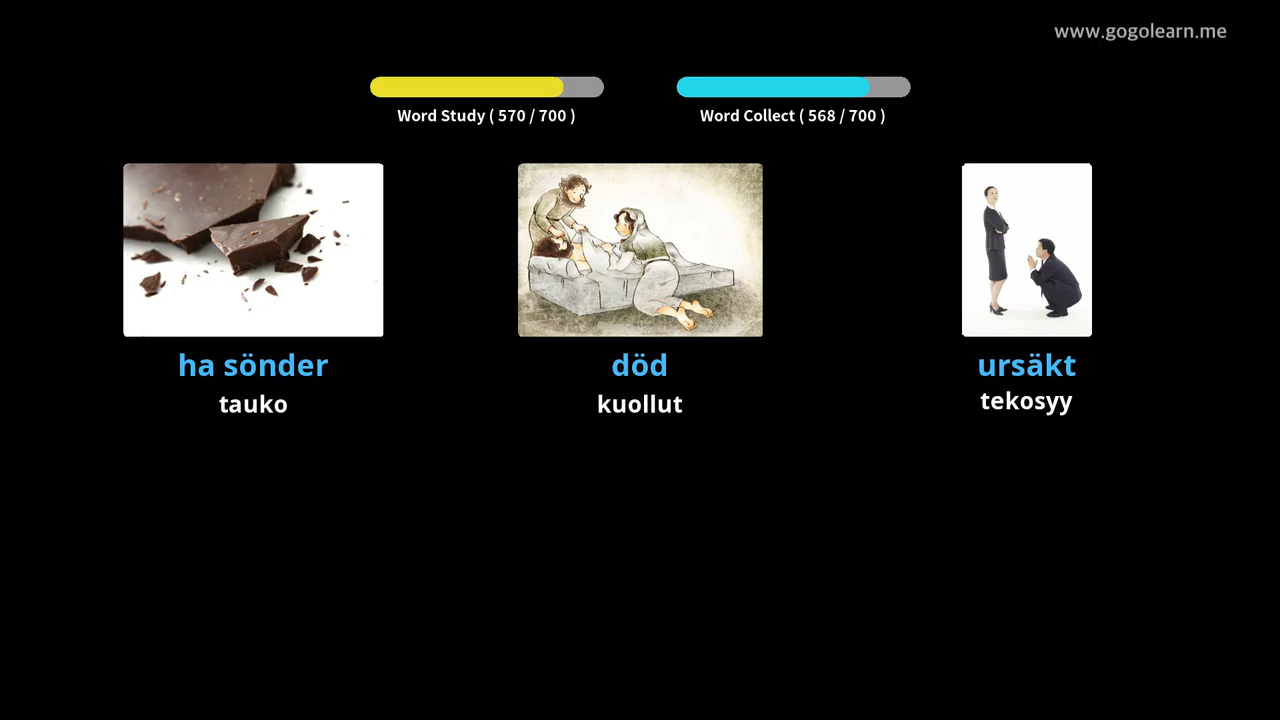 www.gogolearn.me
Word Study ( 570 / 700 )
Word Collect ( 568 / 700 )
ha sönder
tauko
död
kuollut
ursäkt
tekosyy